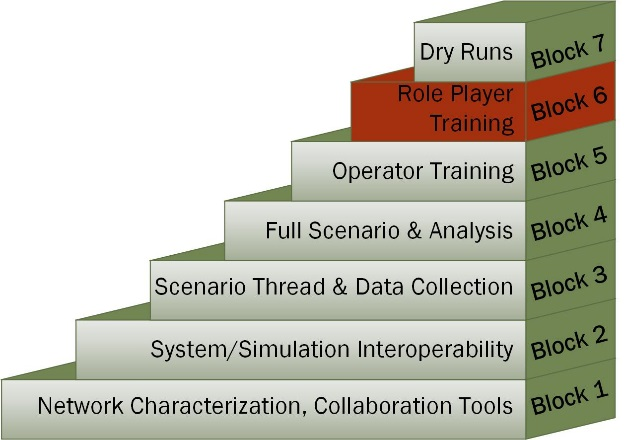 Dry Runs Block 7
Role Player
Training Block 6
Operator Training Block 5
Full Scenario & Analysis Block 4
Scenario Thread & Data Collection Block 3
System/Simulation Interoperability Block 2
Network Characterization, Collaboration Tools Block 1